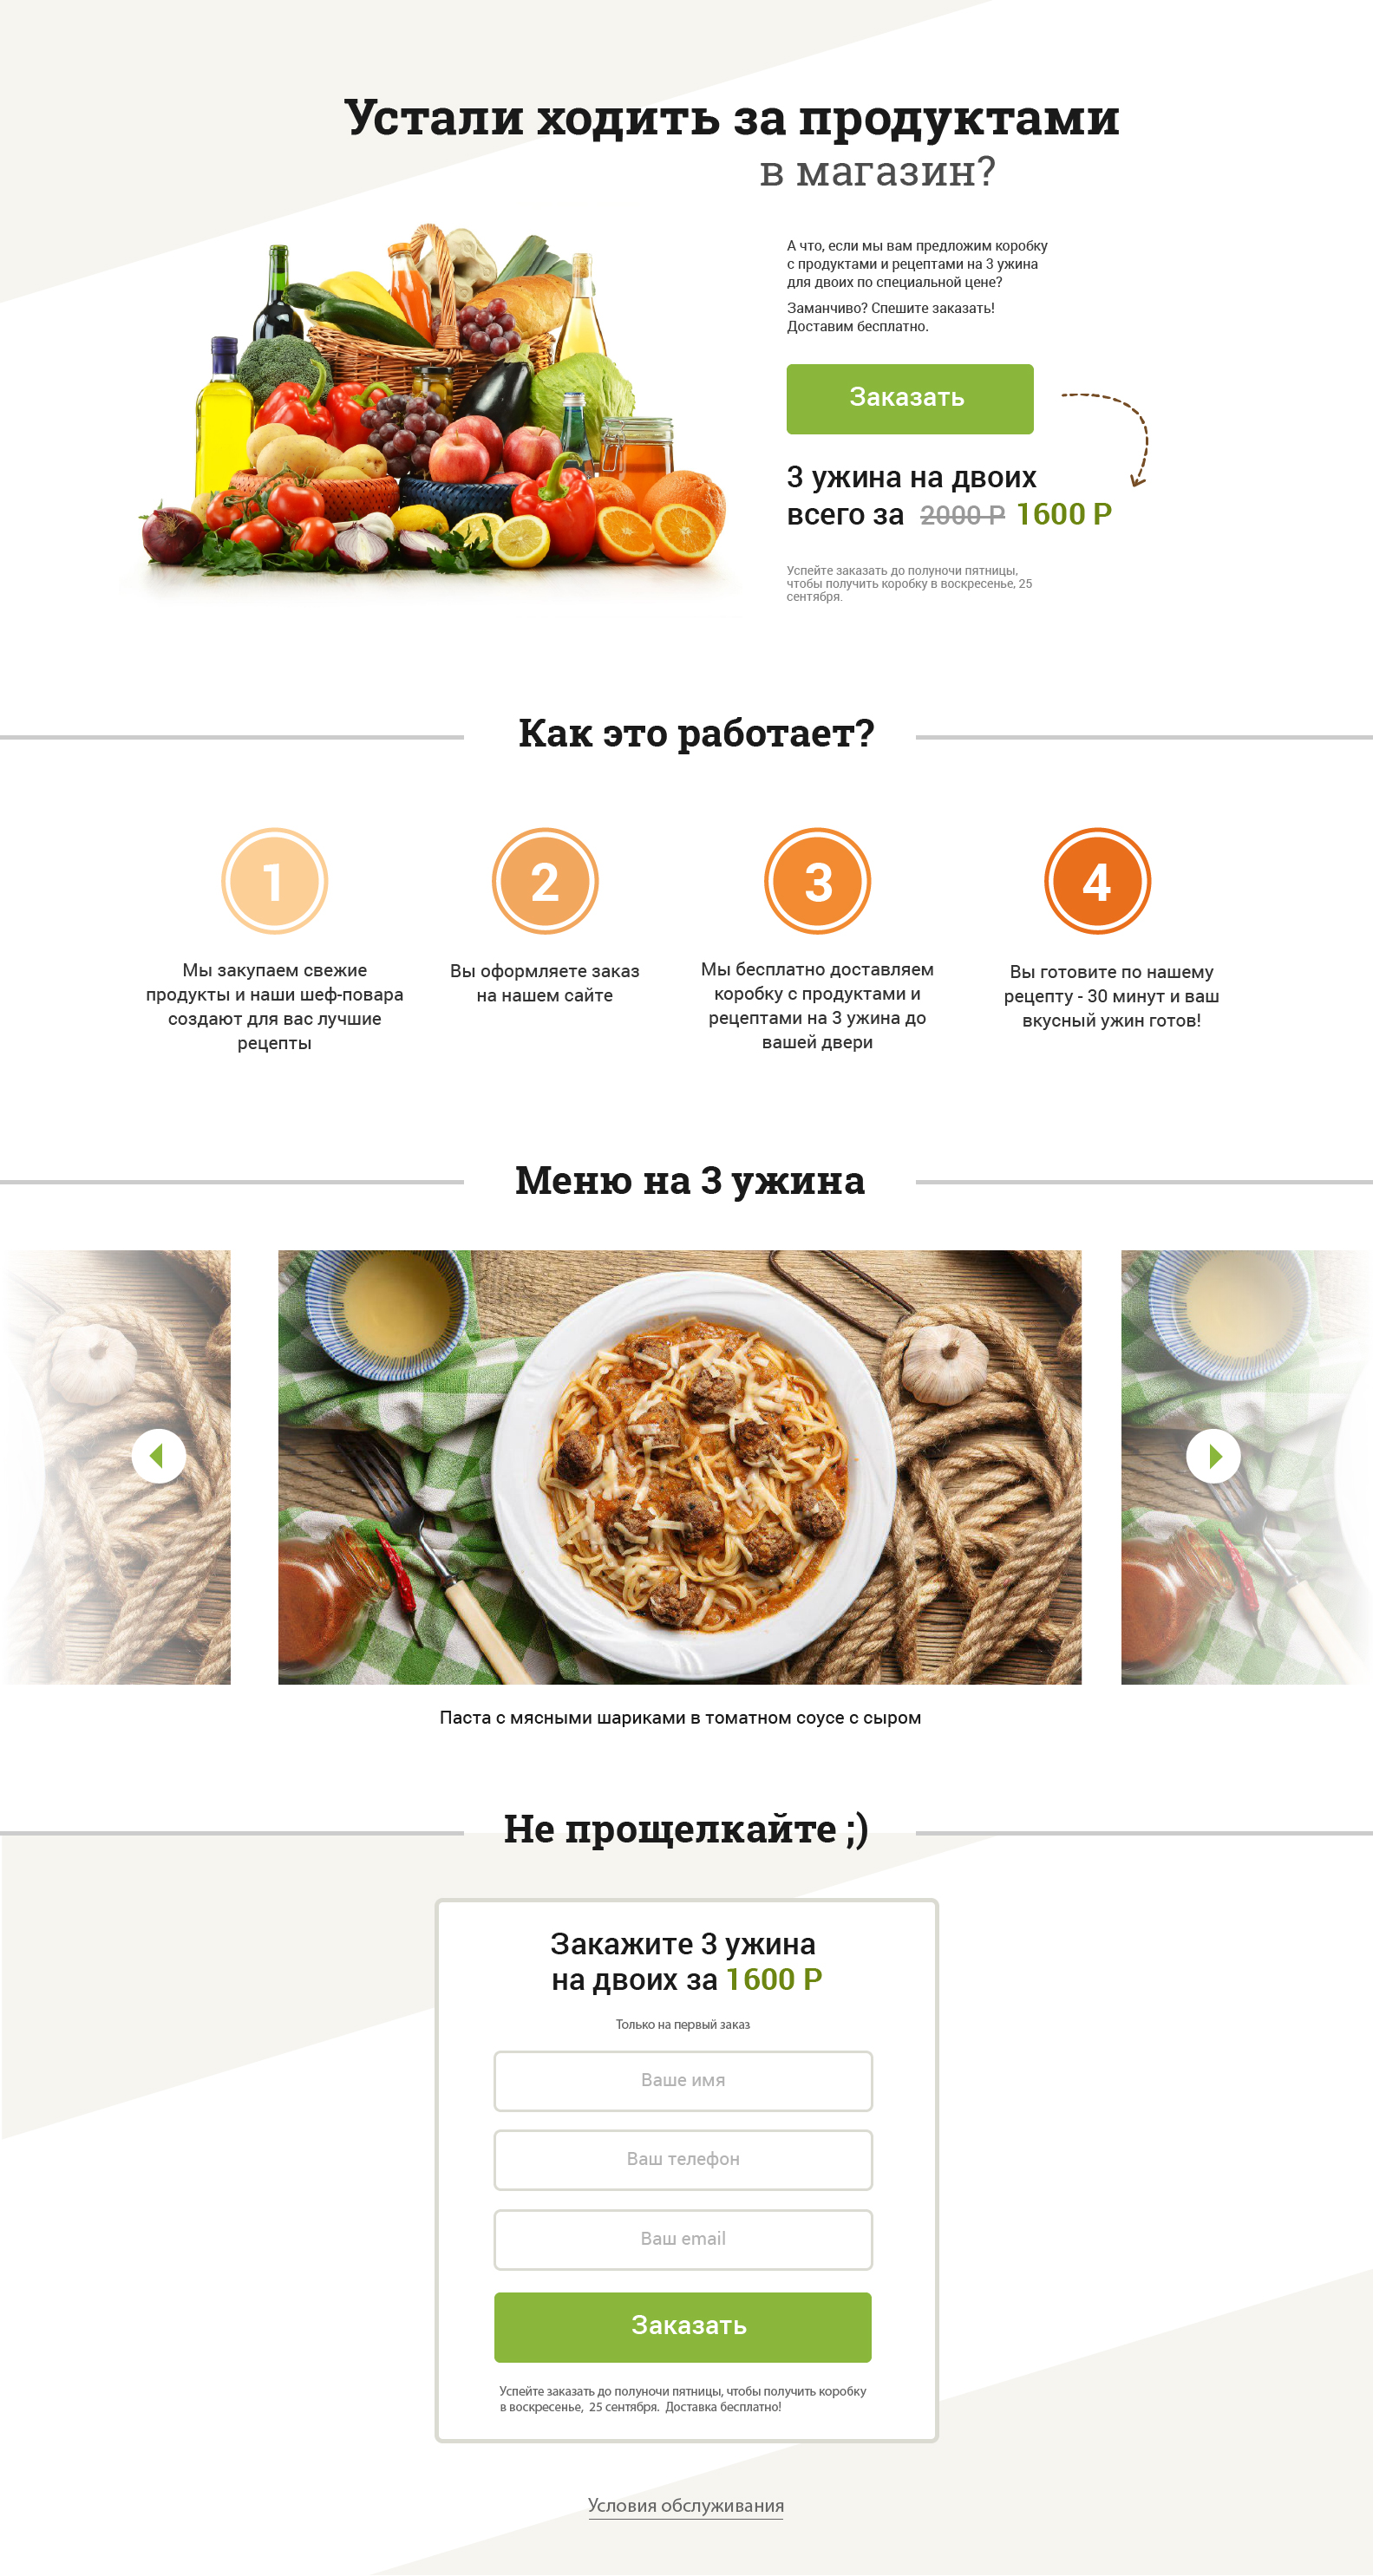 Устали ходить за продуктами
в магазин?
А что, если мы вам предложим коробку
с продуктами и рецептами на 3 ужина
для двоих по специальной цене?
Заманчиво? Спешите заказать!
Доставим бесплатно.
Заказать
3 ужина на двоих
всего за 2000 Р 1600 Р
Успейте заказать до полуночи пятницы,
чтобы получить коробку в воскресенье, 25
сентября.
Как это работает?
1
Мы закупаем свежие
продукты и наши шеф-повара
создают для вас лучшие
рецепты
2
Вы оформляете заказ
на нашем сайте
3
Мы бесплатно доставляем
коробку с продуктами и
рецептами на 3 ужина до
вашей двери
4
Вы готовите по нашему
рецепту - 30 минут и ваш
вкусный ужин готов!
Меню на 3 ужина
Паста с мясными шариками в томатном соусе с сыром
Не прощелкайте ;)
Закажите 3 ужина
на двоих за 1600 Р
Только на первый заказ
Ваше имя
Ваш телефон
Ваш email
Заказать
Успейте заказать до полуночи пятницы, чтобы получить коробку
в воскресенье, 25 сентября. Доставка бесплатно!
Условия обслуживания